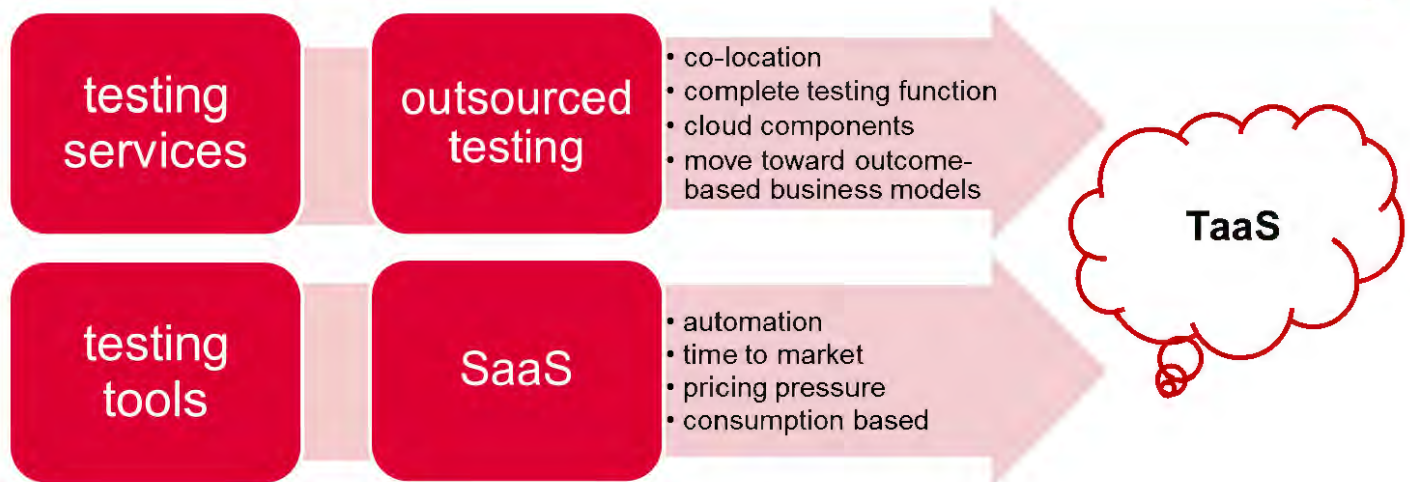 testing
services
outsourced
testing
• co-location
• complete testing function
• cloud components
• move toward outcome-
based business models
TaaS
testing
tools
SaaS
• automation
• time to market
• pricing pressure
• consumption based